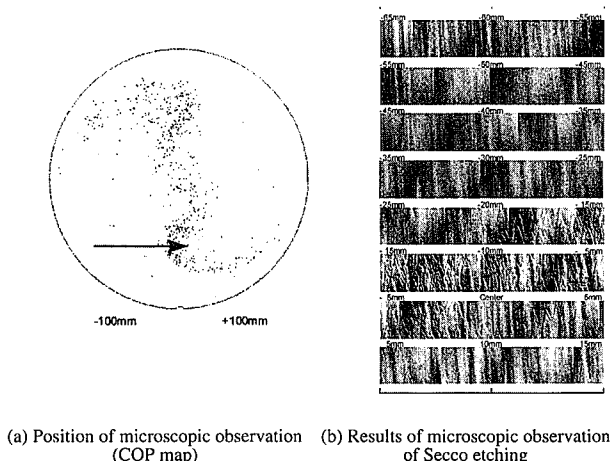 -100mm +100mm
(a) Position of microscopic observation
(COP map)
-65mm -60mm -55mm
-55mm -50mm -45mm
-45mm -40mm -35mm
-35mm -30mm -25mm
-25mm -20mm -15mm
-15mm -10mm -5mm
-5mm Center 5mm
5mm 10mm 15mm
(b) Results of microscopic observation
of Secco etching